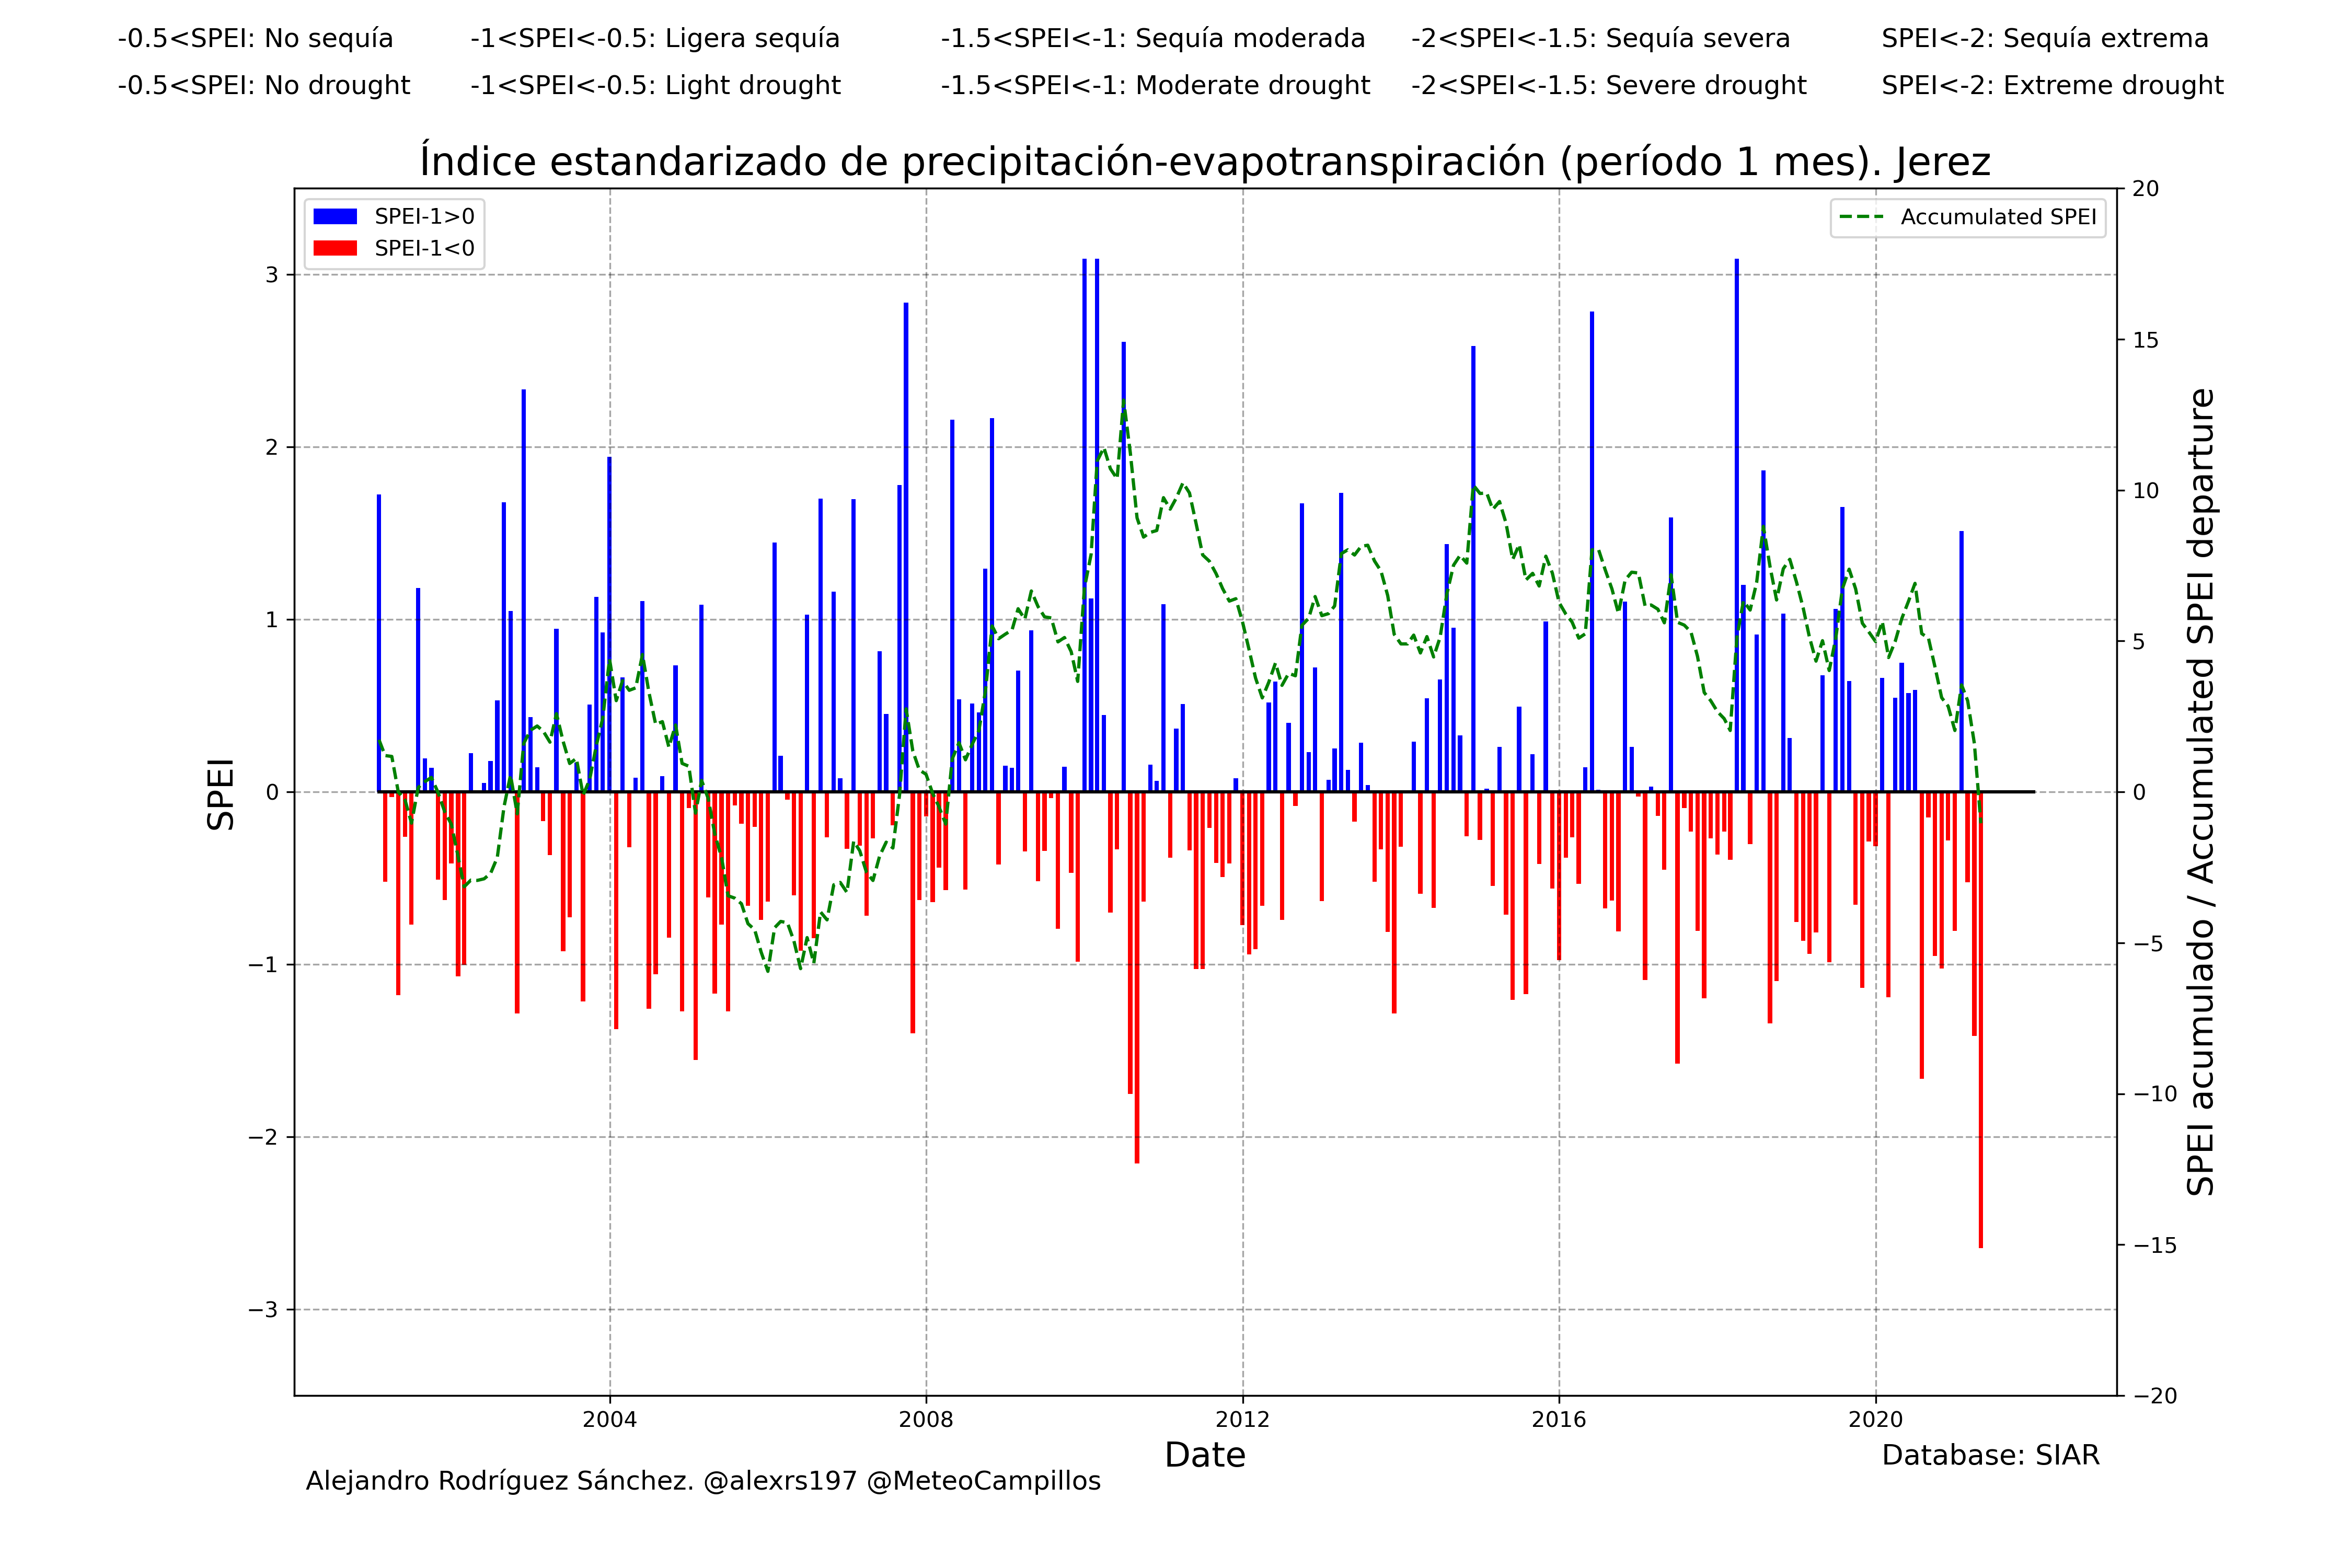 -0.5<SPEI: No sequía -1<SPEI<-0.5: Ligera sequía -1.5<SPEI<-1: Sequía moderada -2<SPEI<-1.5: Sequía severa SPEI<-2: Sequía extrema
-0.5<SPEI: No drought -1<SPEI<-0.5: Light drought -1.5<SPEI<-1: Moderate drought -2<SPEI<-1.5: Severe drought SPEI<-2: Extreme drought
Índice estandarizado de precipitación-evapotranspiración (período 1 mes). Jerez
SPEI-1>0
SPEI-1<0
Accumulated SPEI
SPEI
3
2
1
0
−1
−2
−3
20
15
10
5
0
−5
−10
−15
−20
SPEI acumulado / Accumulated SPEI departure
2004 2008 2012 2016 2020
Date
Database: SIAR
Alejandro Rodríguez Sánchez. @alexrs197 @MeteoCampillos